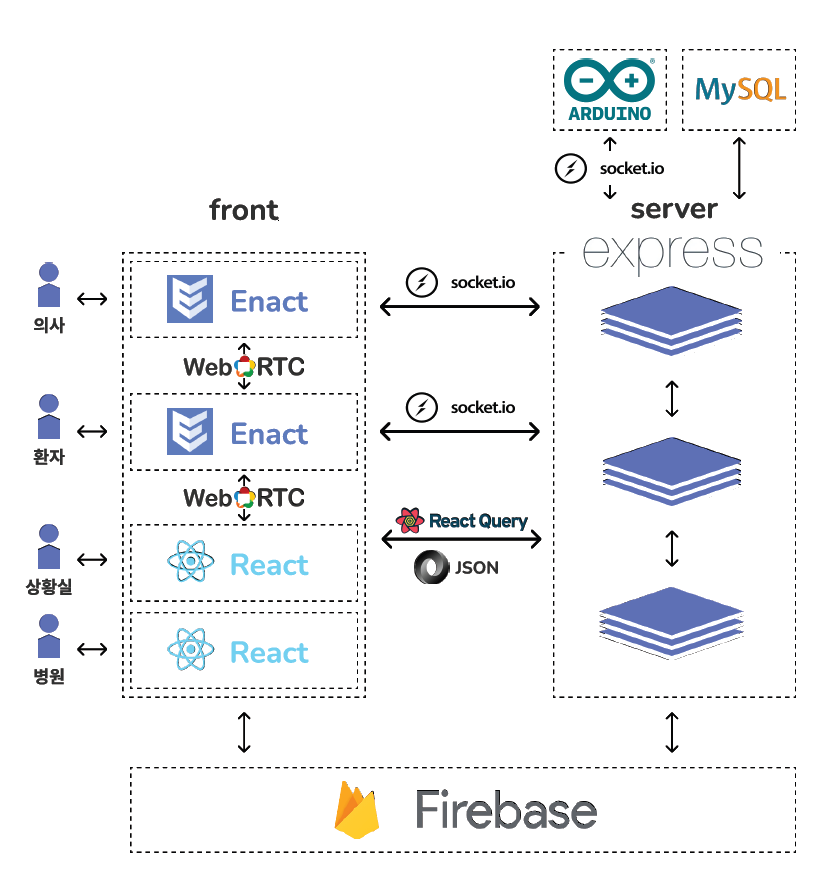 ARDUINO
MySQL
socket.io
front
server
express
의사
Enact
socket.io
WebRTC
환자
Enact
socket.io
WebRTC
상황실
React
React Query
JSON
병원
React
Firebase